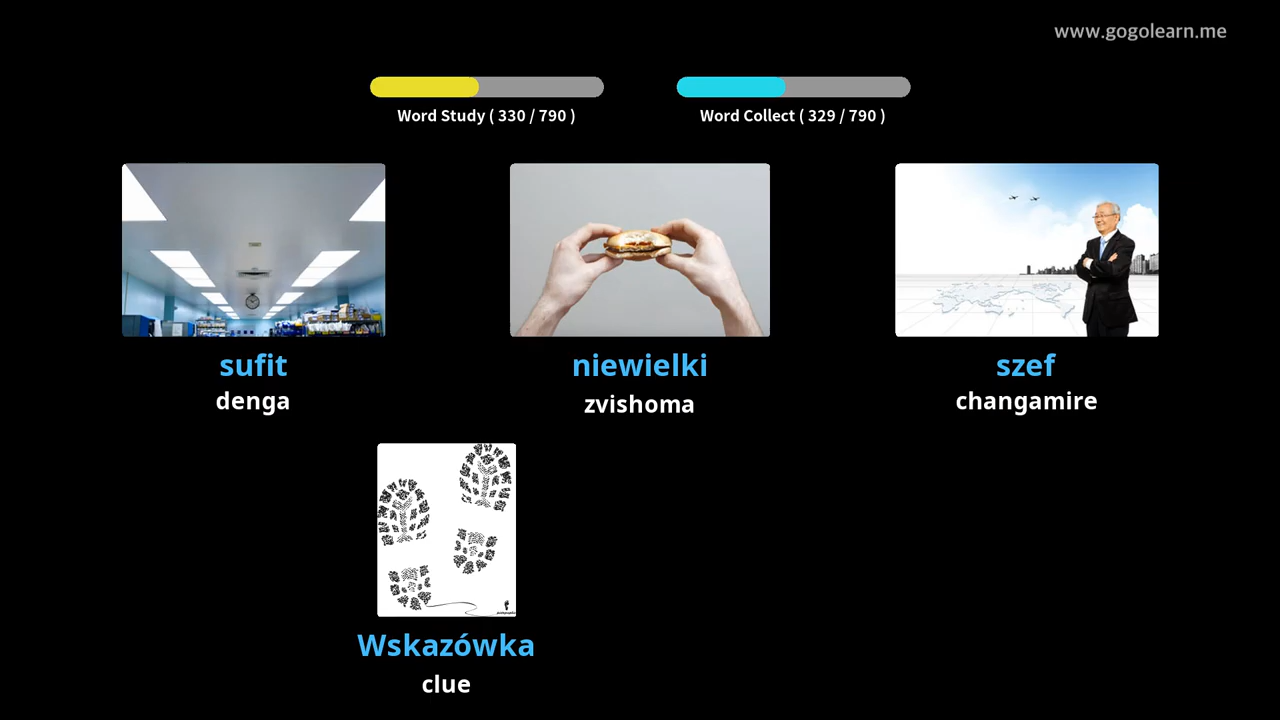 www.gogolearn.me
Word Study ( 330 / 790 )
Word Collect ( 329 / 790 )
sufit
denga
niewielki
zvishoma
szef
changamire
Wskazówka
clue